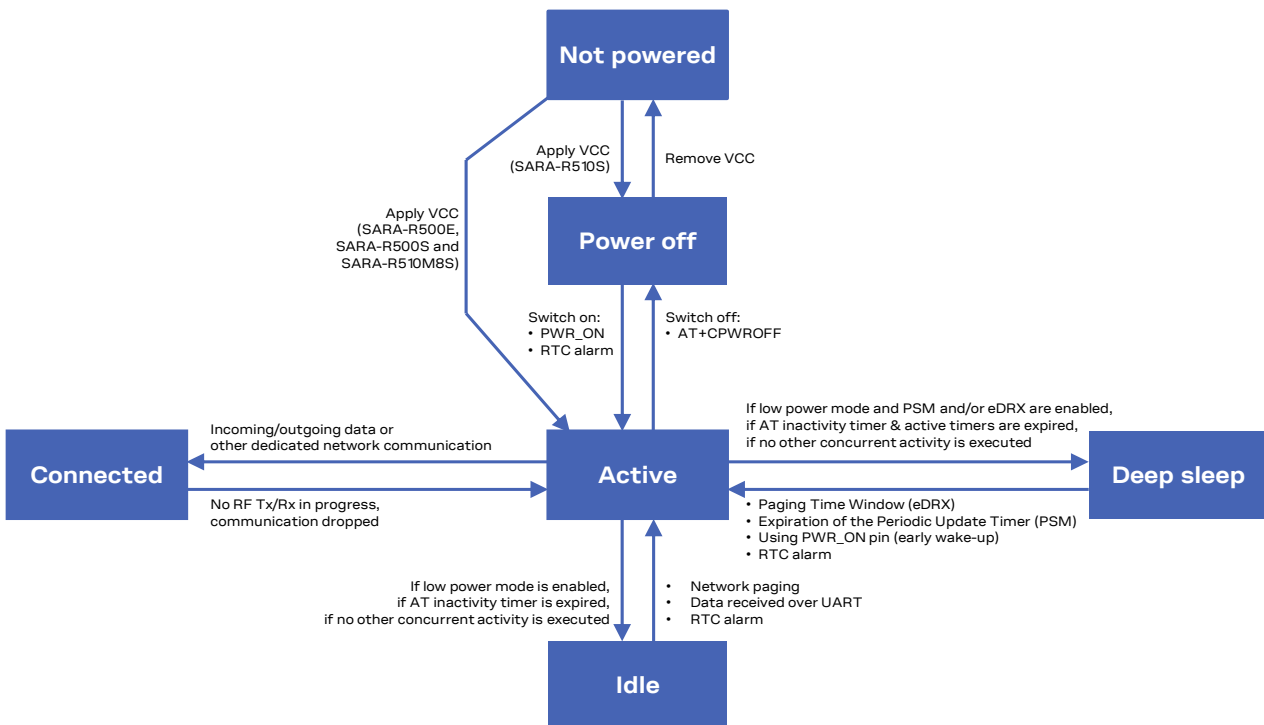 Not powered
Apply VCC
(SARA-R510S)
Remove VCC
Apply VCC
(SARA-R500E,
SARA-R500S and
SARA-R510M8S)
Power off
Switch on:
• PWR_ON
• RTC alarm
Switch off:
• AT+CPWROFF
Incoming/outgoing data or
other dedicated network communication
If low power mode and PSM and/or eDRX are enabled,
if AT inactivity timer & active timers are expired,
if no other concurrent activity is executed
Connected
Active
Deep sleep
No RF Tx/Rx in progress,
communication dropped
• Paging Time Window (eDRX)
• Expiration of the Periodic Update Timer (PSM)
• Using PWR_ON pin (early wake-up)
• RTC alarm
If low power mode is enabled,
if AT inactivity timer is expired,
if no other concurrent activity is executed
• Network paging
• Data received over UART
• RTC alarm
Idle